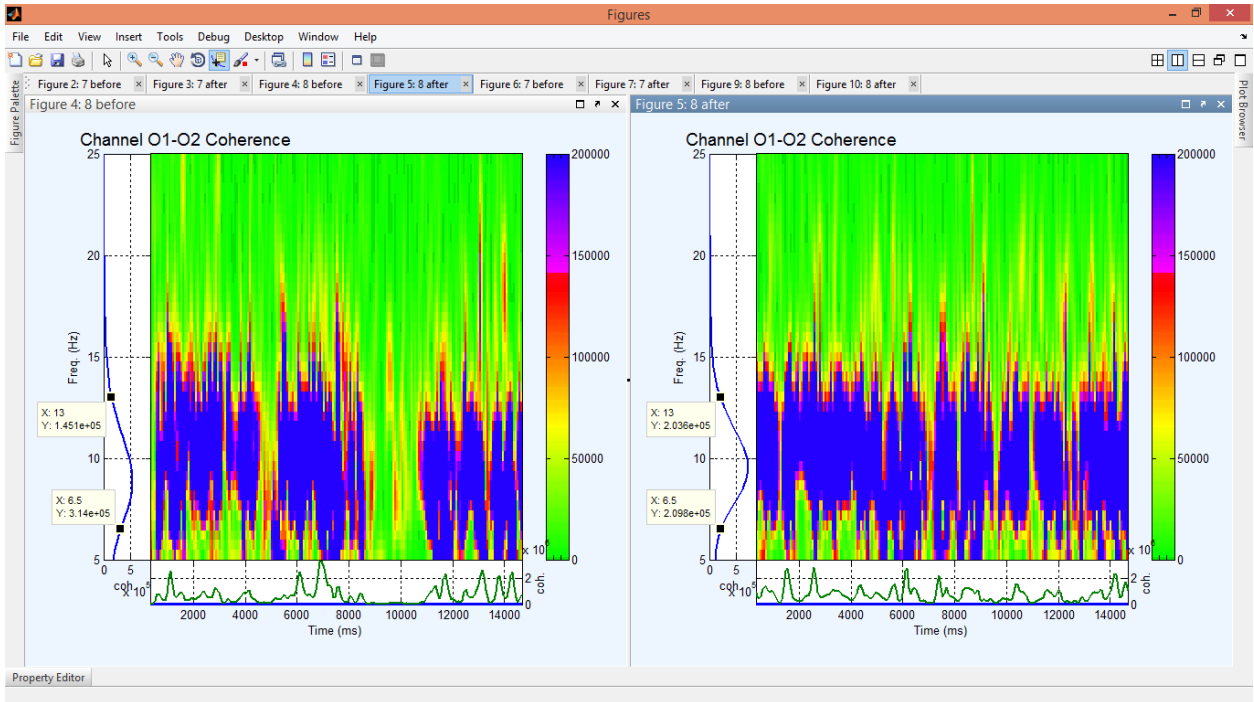 Figures
File Edit View Insert Tools Debug Desktop Window Help
Figure 2: 7 before Figure 3: 7 after Figure 4: 8 before Figure 5: 8 after Figure 6: 7 before Figure 7: 7 after Figure 9: 8 before Figure 10: 8 after
Figure Palette
Plot Browser
Figure 4: 8 before
Channel O1-O2 Coherence
25
20
15
10
5
Freq. (Hz)
X: 13
Y: 1.451e+05
X: 6.5
Y: 3.14e+05
0 5
coh.
x 10^5
200000
150000
100000
50000
0
x 10^6
2
0
coh.
2000 4000 6000 8000 10000 12000 14000
Time (ms)
Figure 5: 8 after
Channel O1-O2 Coherence
25
20
15
10
5
Freq. (Hz)
X: 13
Y: 2.036e+05
X: 6.5
Y: 2.098e+05
0 5
coh.
x 10^5
200000
150000
100000
50000
0
x 10^6
2
0
coh.
2000 4000 6000 8000 10000 12000 14000
Time (ms)
Property Editor